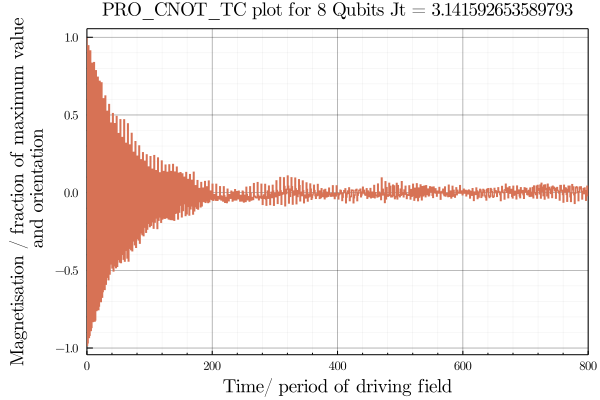 PRO_CNOT_TC plot for 8 Qubits Jt = 3.141592653589793
Magnetisation / fraction of maximum value
and orientation
1.0
0.5
0.0
−0.5
−1.0
0 200 400 600 800
Time/ period of driving field